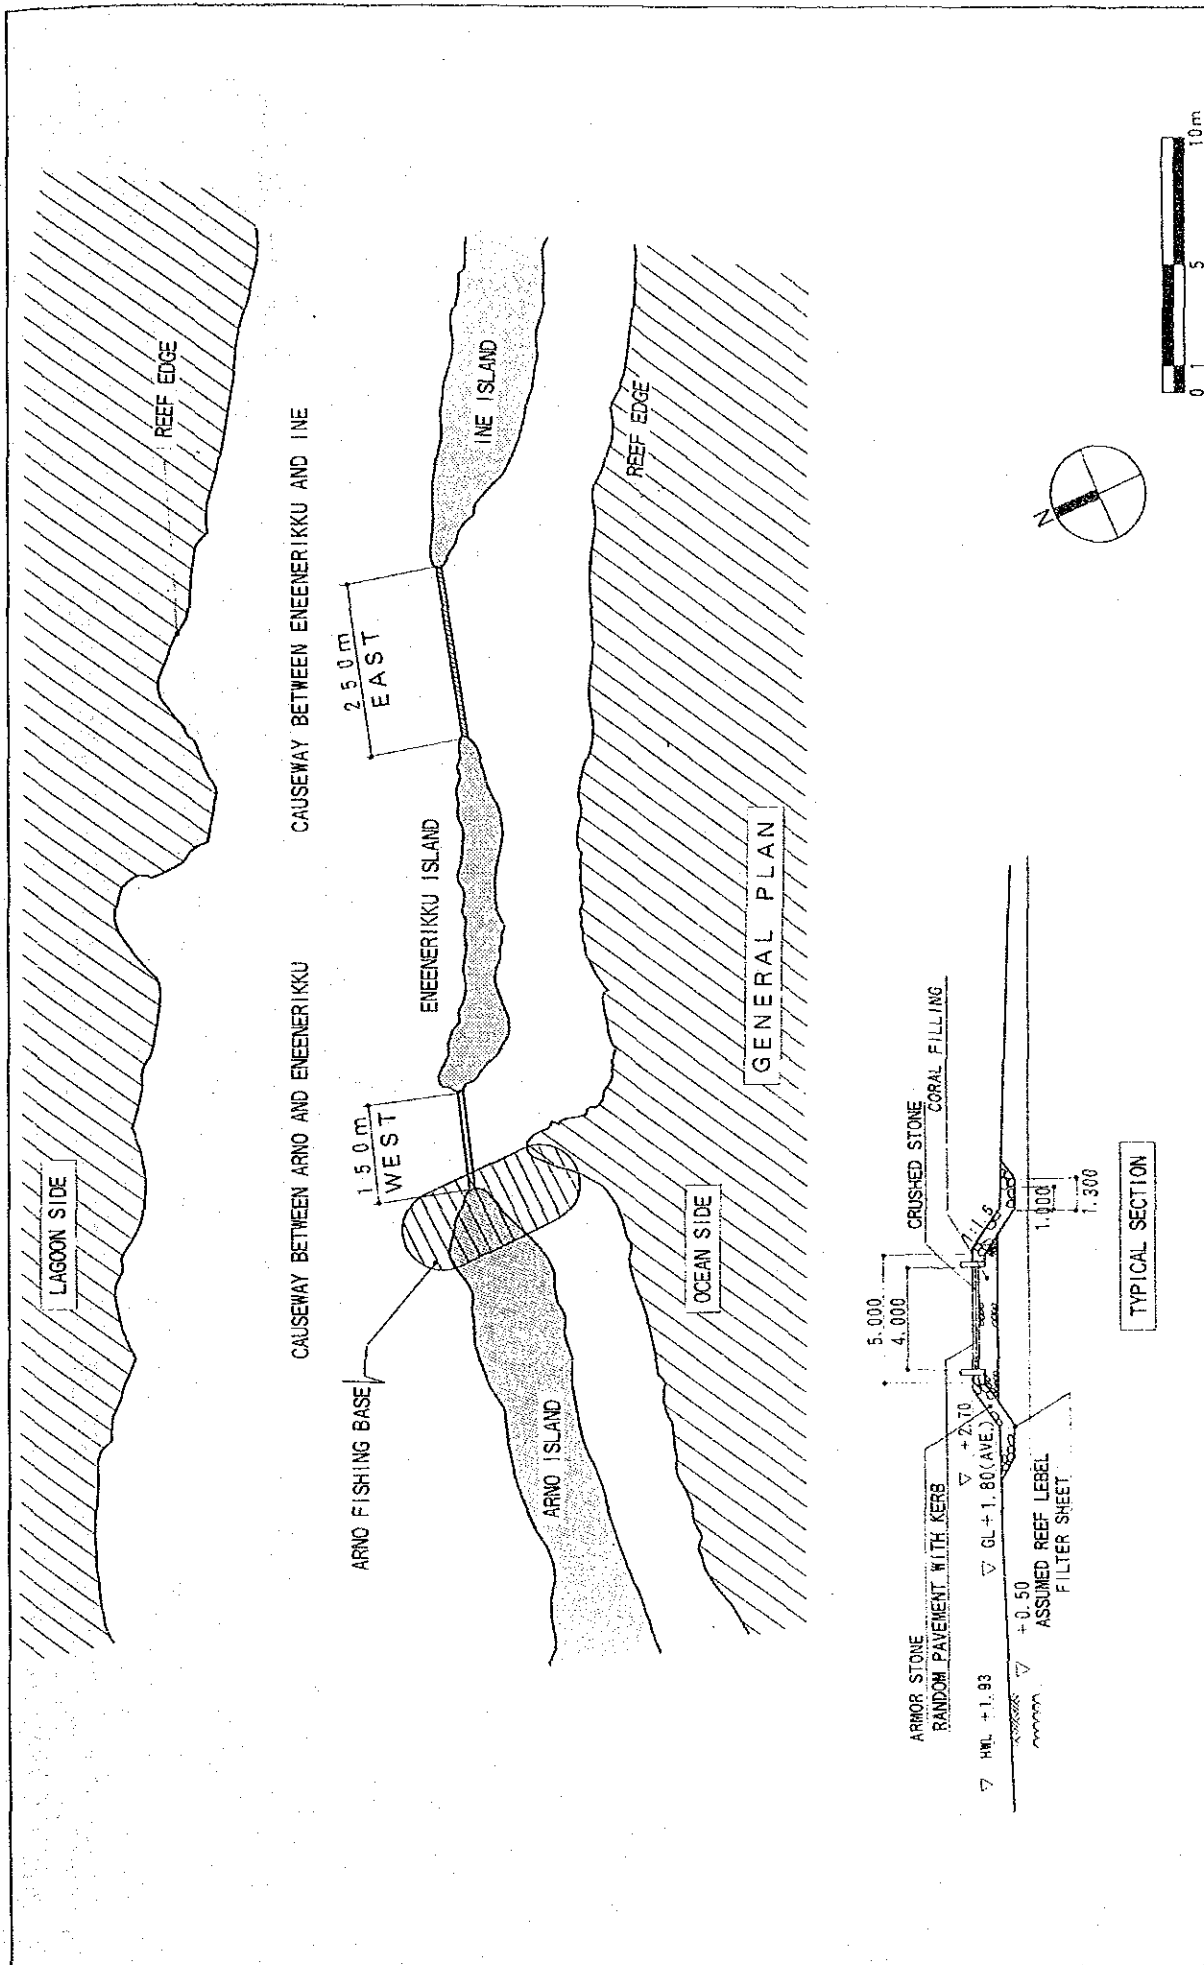 LAGOON SIDE
REEF EDGE
CAUSEWAY BETWEEN ARNO AND ENEENERIKKU
CAUSEWAY BETWEEN ENEENERIKKU AND INE
150m
WEST
250m
EAST
ARNO FISHING BASE
ENEENERIKKU ISLAND
INE ISLAND
ARNO ISLAND
REEF EDGE
OCEAN SIDE
GENERAL PLAN
N
0 1 5 10m
ARMOR STONE
RANDOM PAVEMENT WITH KERB
CRUSHED STONE
CORAL FILLING
5.000
4.000
1:1.5
▽ +2.70
▽ HWL +1.93
▽ GL +1.80(AVE.)
▽ +0.50
ASSUMED REEF LEBEL
FILTER SHEET
1.000
1.300
TYPICAL SECTION